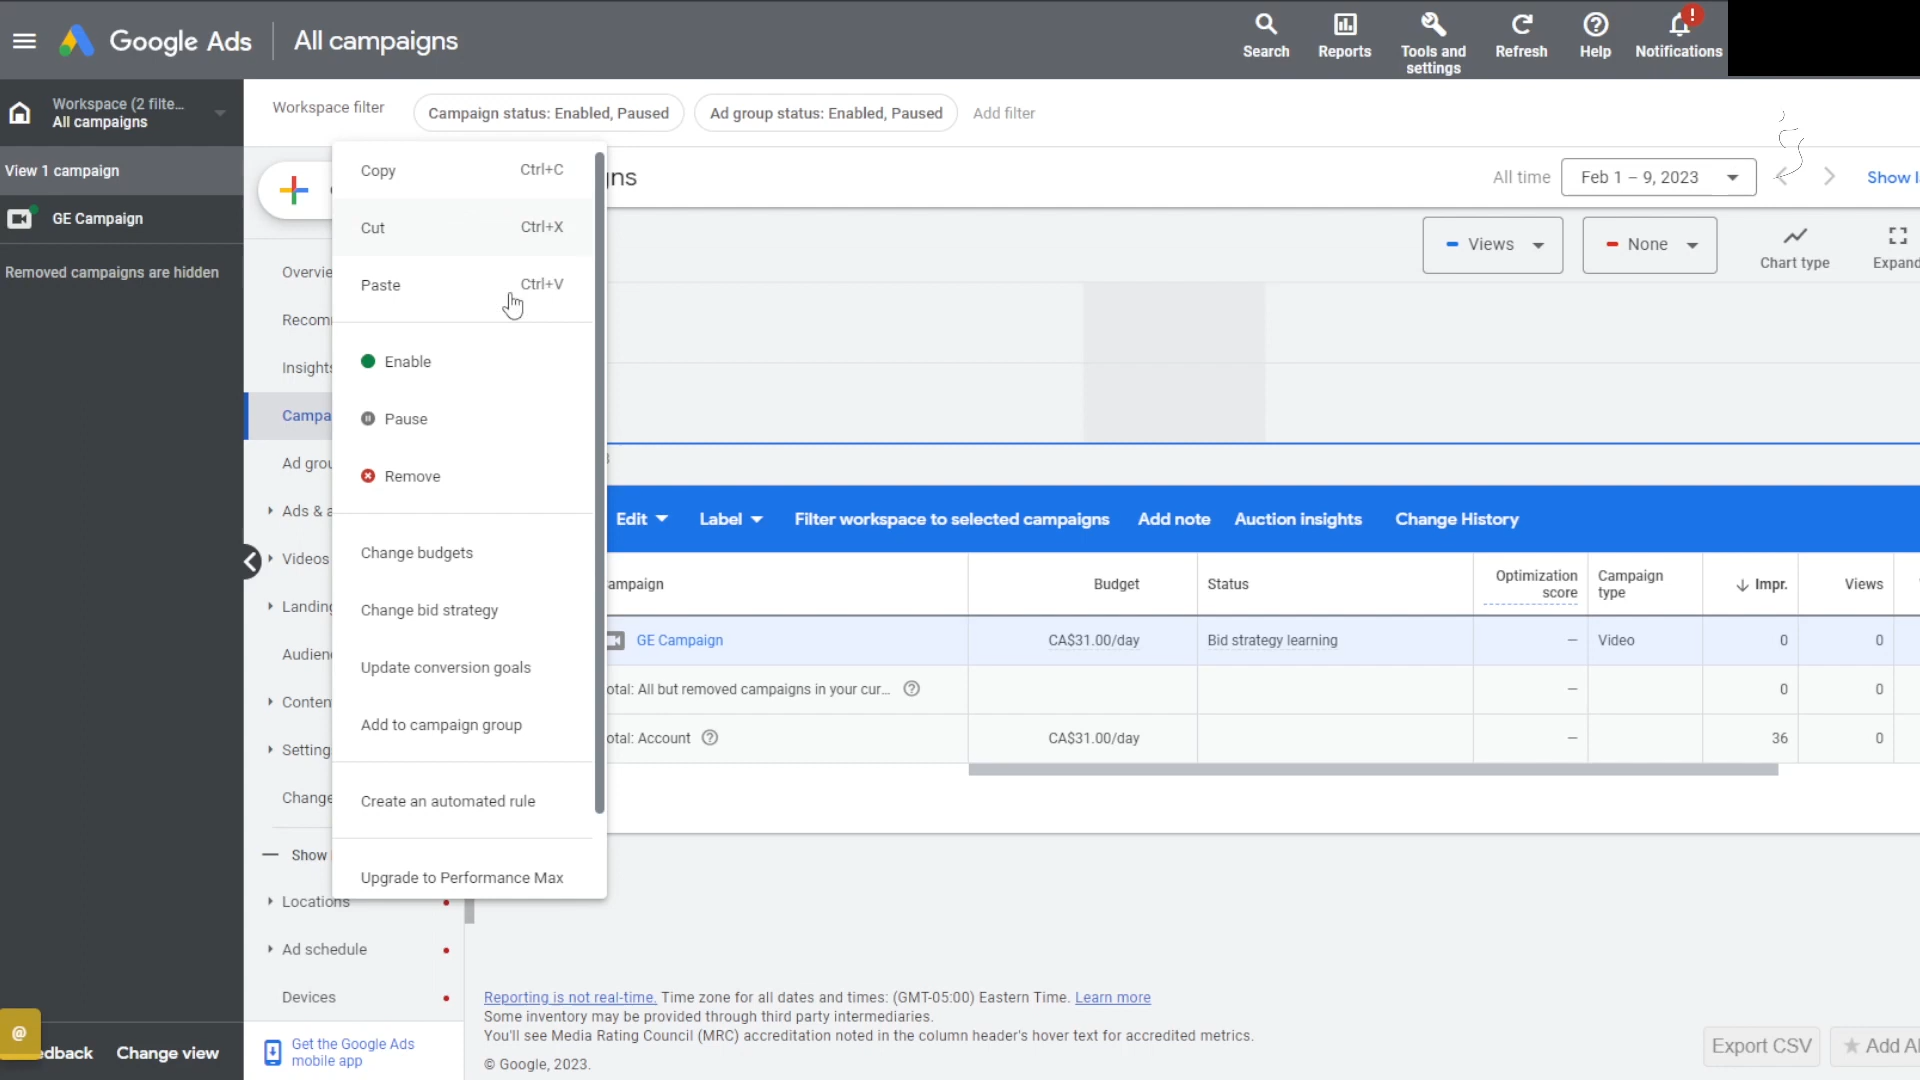 Google Ads
All campaigns
Search
Reports
Tools and
settings
Refresh
Help
!
Notifications
Workspace (2 filte...
All campaigns
View 1 campaign
GE Campaign
Removed campaigns are hidden
Workspace filter
Campaign status: Enabled, Paused
Ad group status: Enabled, Paused
Add filter
gns
All time
Feb 1 – 9, 2023
Show l
Views
None
Chart type
Expand
Overvie
Recom
Insights
Campa
Ad grou
Ads & a
Videos
Landing
Audien
Conten
Setting
Change
Show
Locations
Ad schedule
Devices
Get the Google Ads
mobile app
Copy Ctrl+C
Cut Ctrl+X
Paste Ctrl+V
Enable
Pause
Remove
Change budgets
Change bid strategy
Update conversion goals
Add to campaign group
Create an automated rule
Upgrade to Performance Max
Edit
Label
Filter workspace to selected campaigns
Add note
Auction insights
Change History
ampaign
Budget
Status
Optimization
score
Campaign
type
Impr.
Views
GE Campaign CA$31.00/day Bid strategy learning – Video 0 0
otal: All but removed campaigns in your cur... – 0 0
otal: Account CA$31.00/day – 36 0
Reporting is not real-time. Time zone for all dates and times: (GMT-05:00) Eastern Time. Learn more
Some inventory may be provided through third party intermediaries.
You'll see Media Rating Council (MRC) accreditation noted in the column header's hover text for accredited metrics.
© Google, 2023.
@
edback
Change view
Export CSV
Add Al